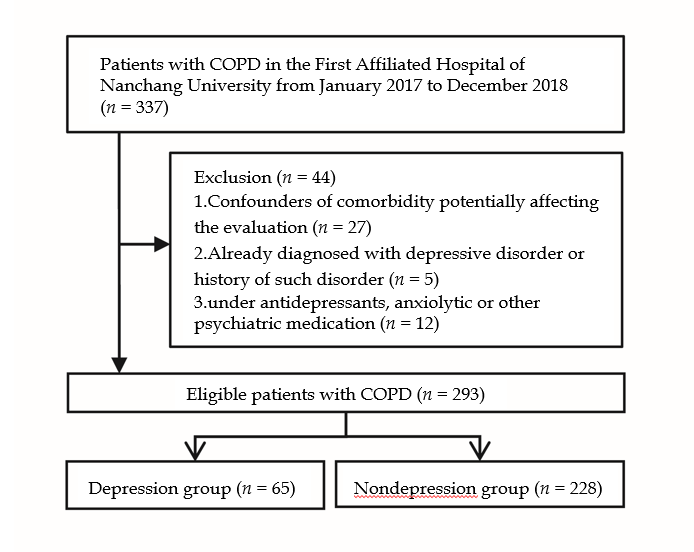 Patients with COPD in the First Affiliated Hospital of
Nanchang University from January 2017 to December 2018
(n = 337)
Exclusion (n = 44)
1.Confounders of comorbidity potentially affecting
the evaluation (n = 27)
2.Already diagnosed with depressive disorder or
history of such disorder (n = 5)
3.under antidepressants, anxiolytic or other
psychiatric medication (n = 12)
Eligible patients with COPD (n = 293)
Depression group (n = 65)
Nondepression group (n = 228)